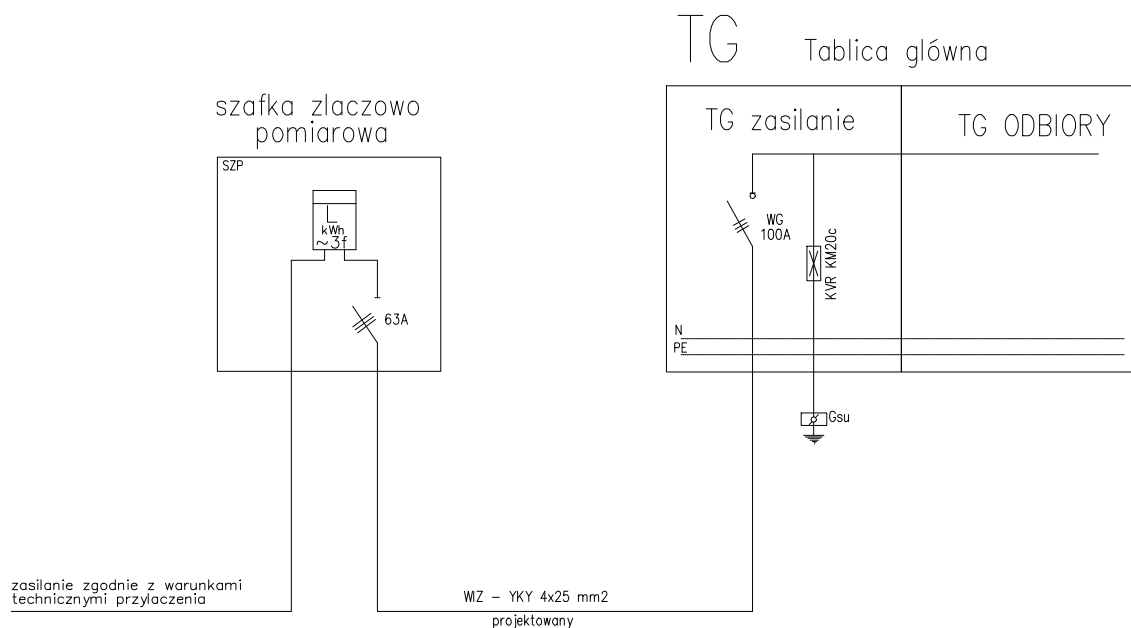 TG
Tablica glówna
szafka zlaczowo
pomiarowa
TG zasilanie
TG ODBIORY
SZP
kWh
~3f
WG
100A
KVR KM20c
63A
N
PE
Gsu
zasilanie zgodnie z warunkami
technicznymi przylaczenia
WlZ – YKY 4x25 mm2
projektowany